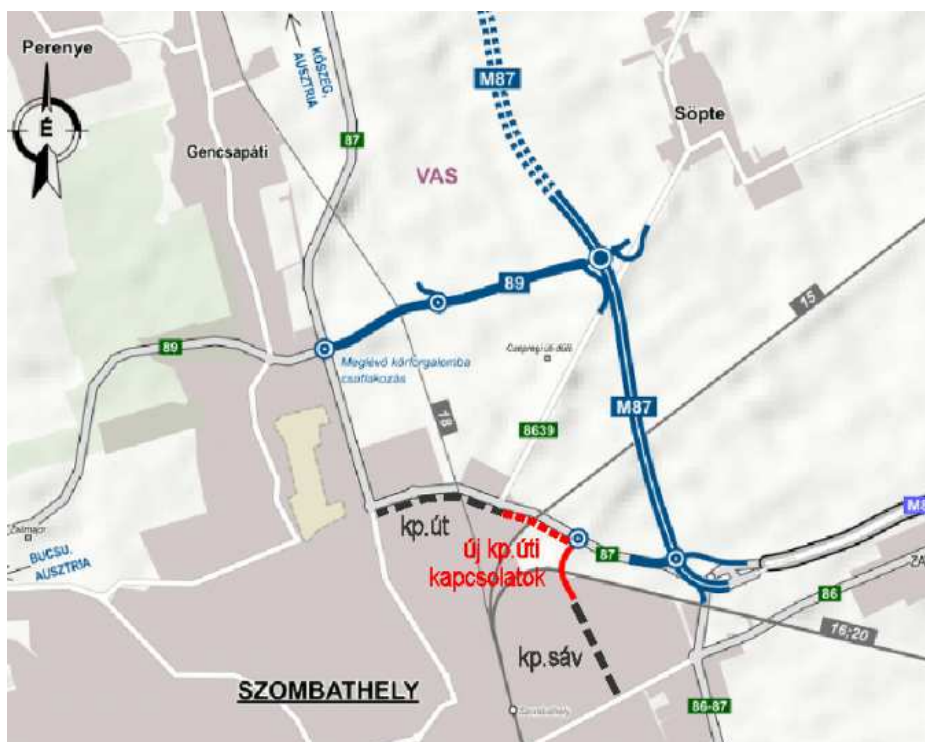 Perenye
É
KŐSZEG,
AUSZTRIA
M87
Söpte
87
Gencsapáti
VAS
89
15
89
Meglévő körforgalomba
csatlakozás
M87
18
8639
kp.út
új kp.úti
kapcsolatok
87
BUCSU,
AUSZTRIA
86
kp.sáv
16;20
SZOMBATHELY
Szombathely
86-87